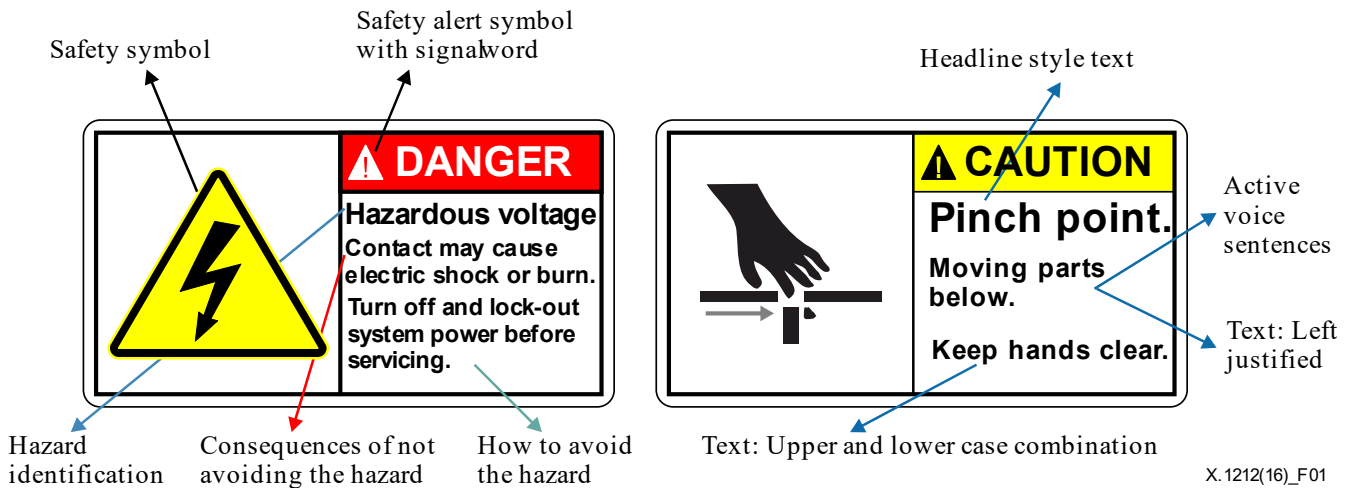 Safety symbol
Safety alert symbol
with signal word
Headline style text
DANGER
Hazardous voltage
Contact may cause
electric shock or burn.
Turn off and lock-out
system power before
servicing.
CAUTION
Pinch point.
Moving parts
below.
Keep hands clear.
Active
voice
sentences
Text: Left
justified
Hazard
identification
Consequences of not
avoiding the hazard
How to avoid
the hazard
Text: Upper and lower case combination
X.1212(16)_F01